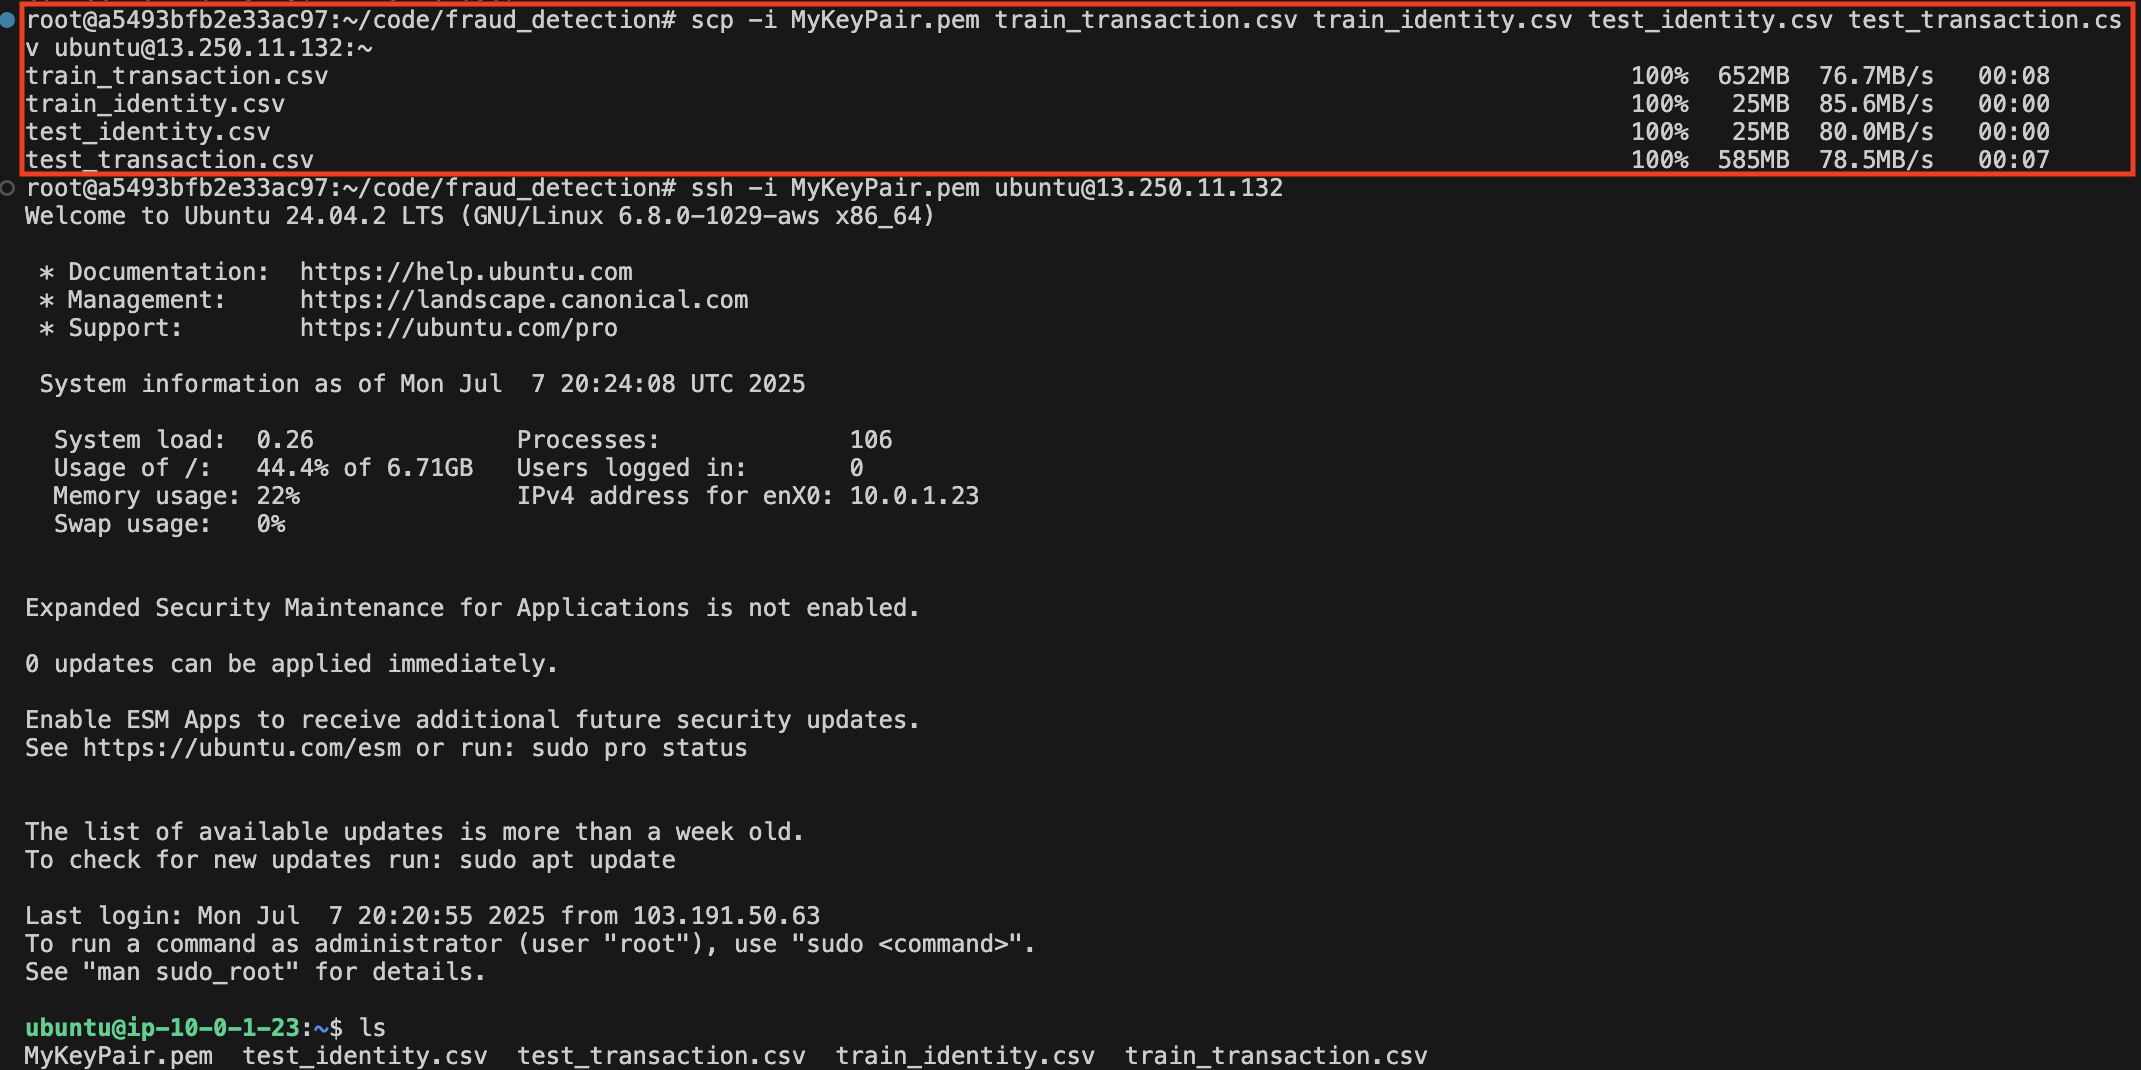 root@a5493bfb2e33ac97:~/code/fraud_detection# scp -i MyKeyPair.pem train_transaction.csv train_identity.csv test_identity.csv test_transaction.cs
v ubuntu@13.250.11.132:~
train_transaction.csv 100% 652MB 76.7MB/s 00:08
train_identity.csv 100% 25MB 85.6MB/s 00:00
test_identity.csv 100% 25MB 80.0MB/s 00:00
test_transaction.csv 100% 585MB 78.5MB/s 00:07
root@a5493bfb2e33ac97:~/code/fraud_detection# ssh -i MyKeyPair.pem ubuntu@13.250.11.132
Welcome to Ubuntu 24.04.2 LTS (GNU/Linux 6.8.0-1029-aws x86_64)
* Documentation: https://help.ubuntu.com
* Management: https://landscape.canonical.com
* Support: https://ubuntu.com/pro
System information as of Mon Jul 7 20:24:08 UTC 2025
System load: 0.26 Processes: 106
Usage of /: 44.4% of 6.71GB Users logged in: 0
Memory usage: 22% IPv4 address for enX0: 10.0.1.23
Swap usage: 0%
Expanded Security Maintenance for Applications is not enabled.
0 updates can be applied immediately.
Enable ESM Apps to receive additional future security updates.
See https://ubuntu.com/esm or run: sudo pro status
The list of available updates is more than a week old.
To check for new updates run: sudo apt update
Last login: Mon Jul 7 20:20:55 2025 from 103.191.50.63
To run a command as administrator (user "root"), use "sudo <command>".
See "man sudo_root" for details.
ubuntu@ip-10-0-1-23:~$ ls
MyKeyPair.pem test_identity.csv test_transaction.csv train_identity.csv train_transaction.csv